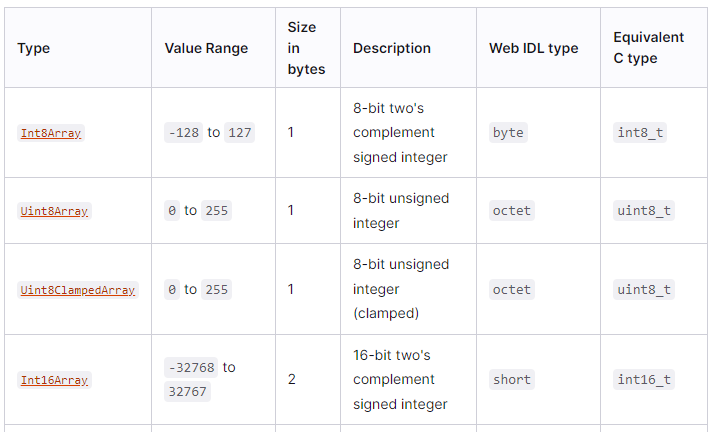 Type Value Range Size in bytes Description Web IDL type Equivalent C type
Int8Array -128 to 127 1 8-bit two's complement signed integer byte int8_t
Uint8Array 0 to 255 1 8-bit unsigned integer octet uint8_t
Uint8ClampedArray 0 to 255 1 8-bit unsigned integer (clamped) octet uint8_t
Int16Array -32768 to 32767 2 16-bit two's complement signed integer short int16_t